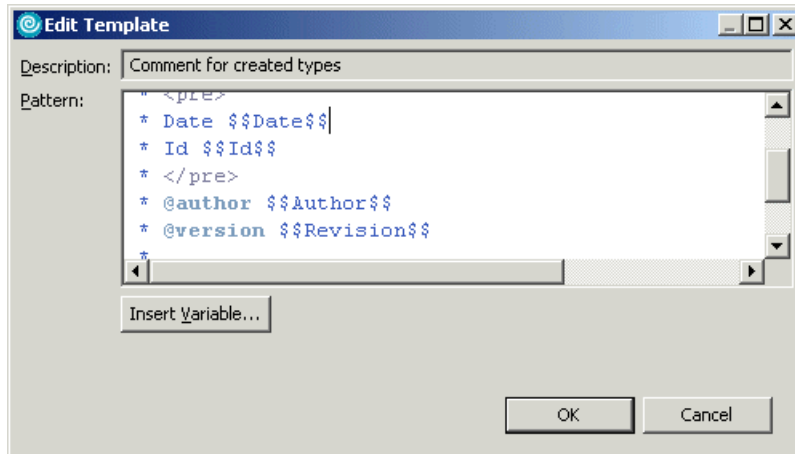 Edit Template
Description: Comment for created types
Pattern: * <pre>
* Date $$Date$$
* Id $$Id$$
* </pre>
* @author $$Author$$
* @version $$Revision$$
*
Insert Variable...
OK Cancel